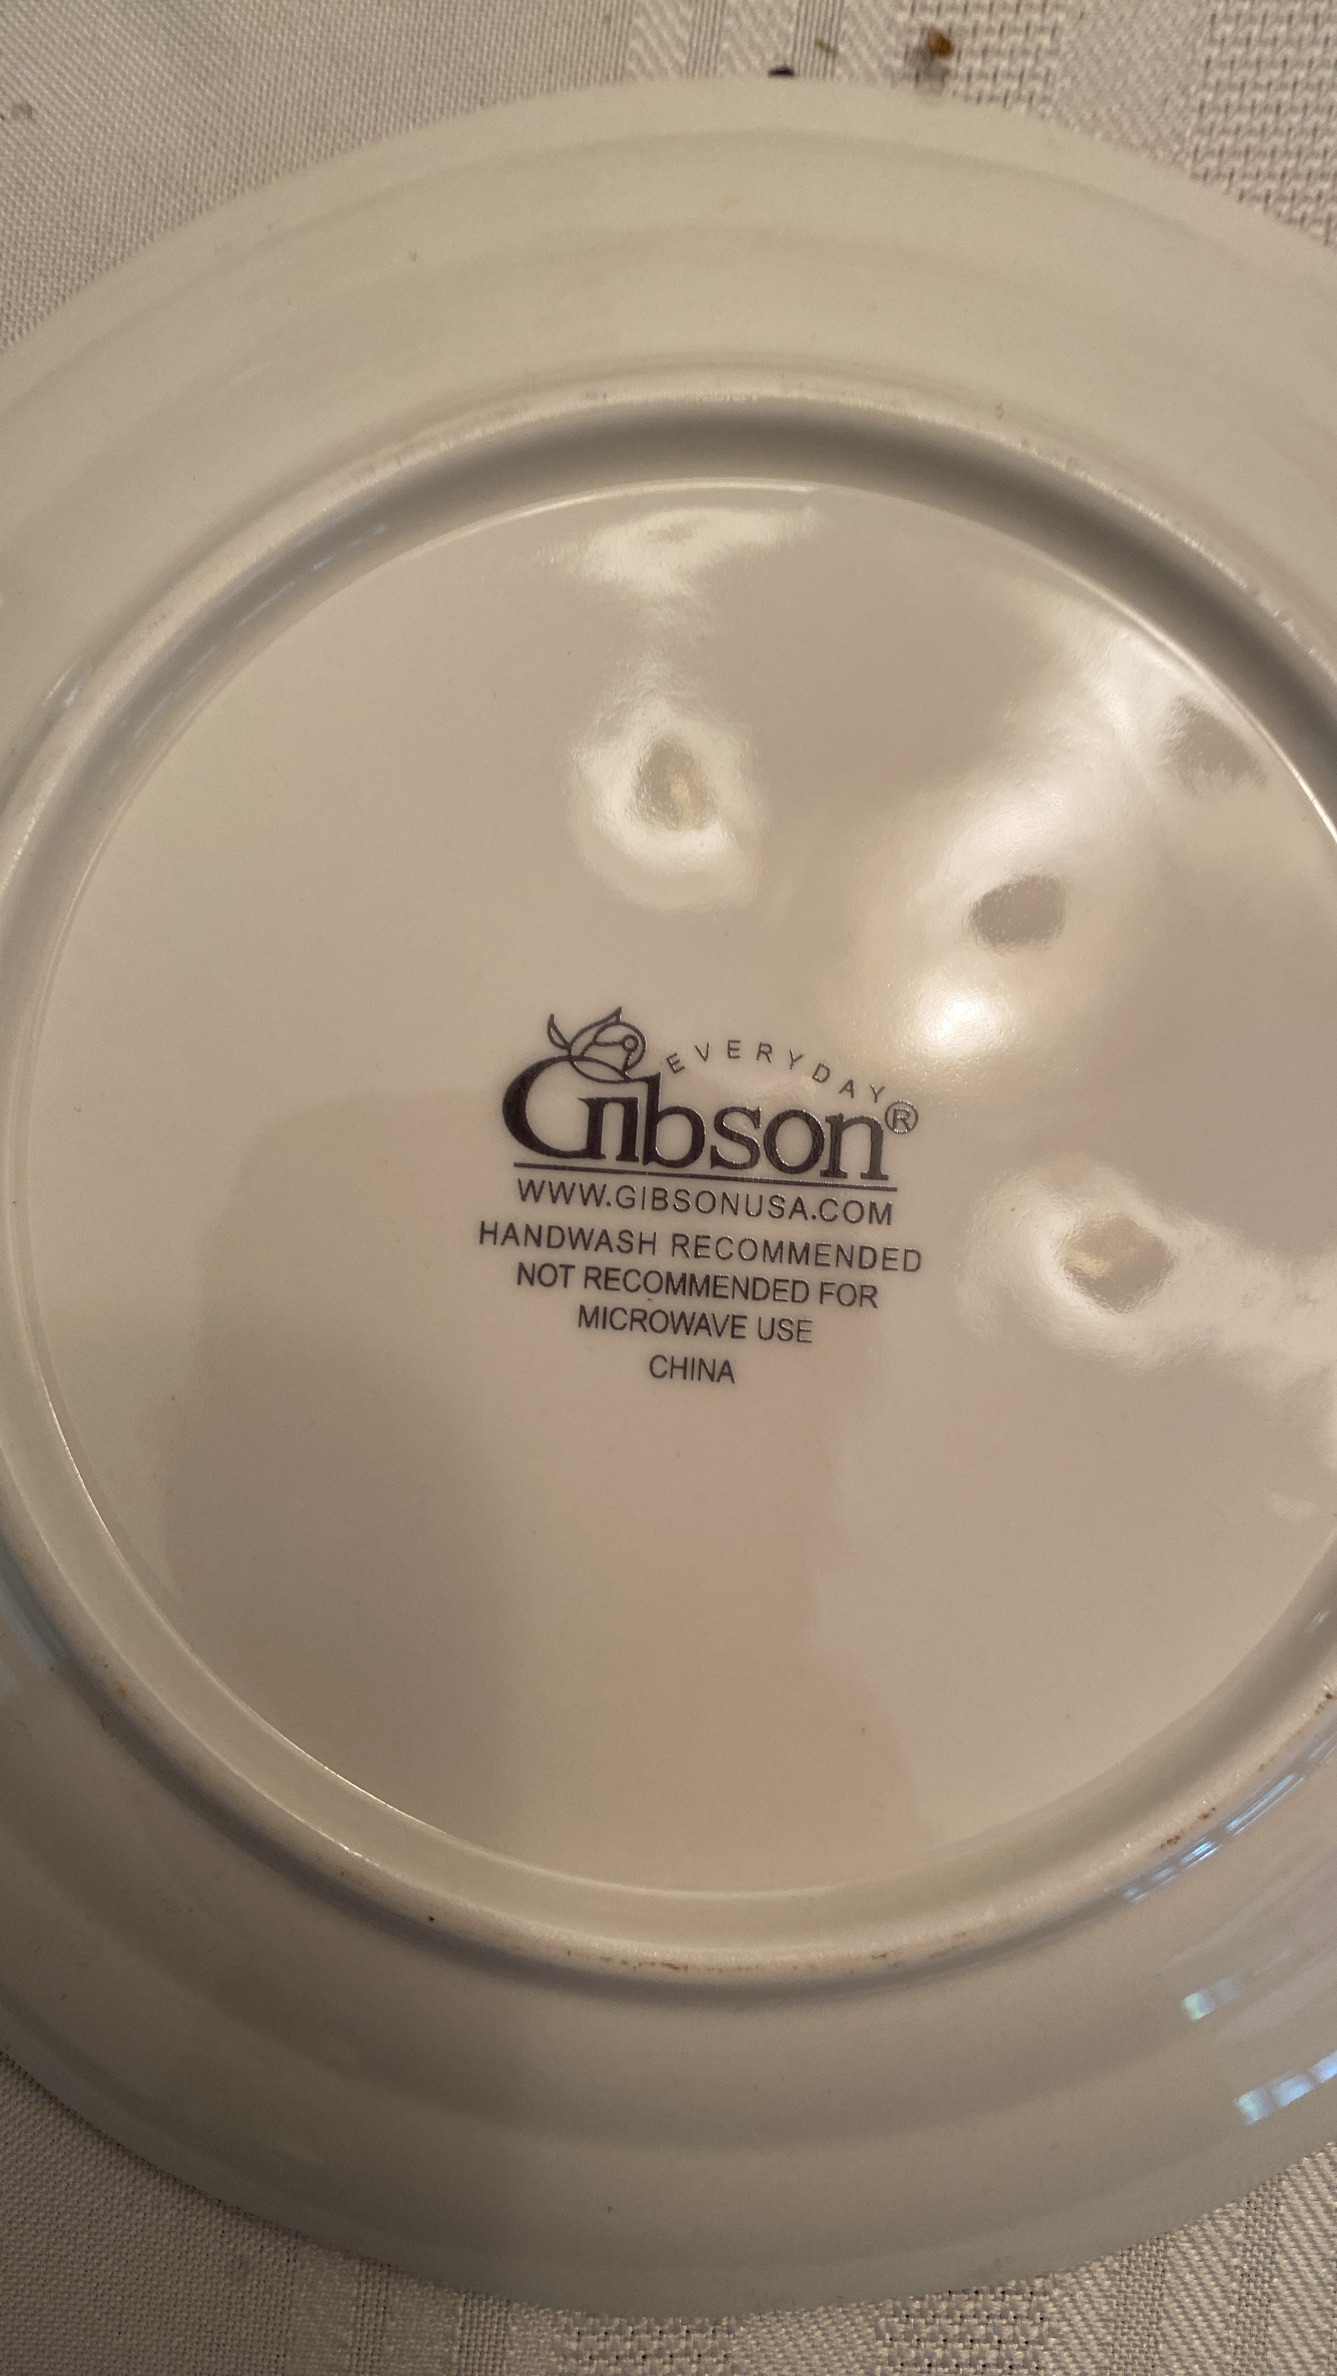 EVERYDAY
Gibson®
WWW.GIBSONUSA.COM
HANDWASH RECOMMENDED
NOT RECOMMENDED FOR
MICROWAVE USE
CHINA